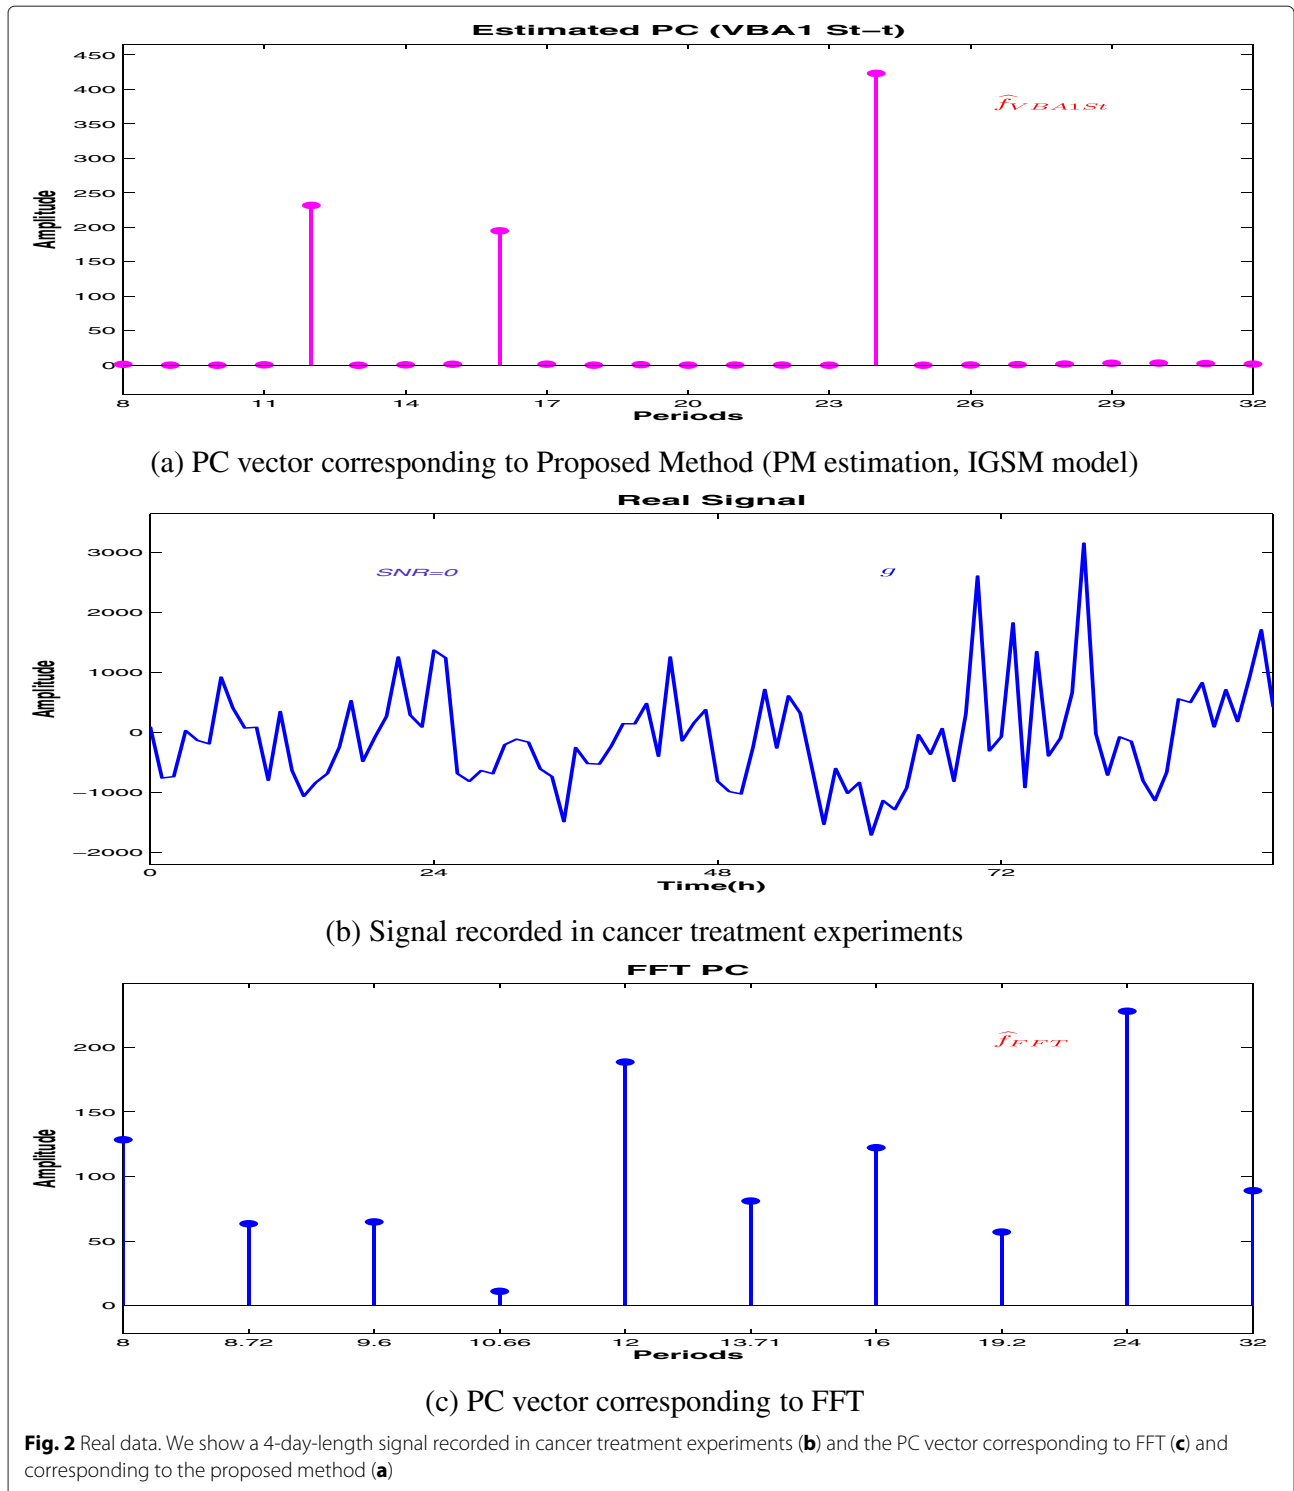 Estimated PC (VBA1 St−t)
450
400
350
300
250
200
150
100
50
0
Amplitude
f̂VBA1St
8 11 14 17 20 23 26 29 32
Periods
(a) PC vector corresponding to Proposed Method (PM estimation, IGSM model)
Real Signal
3000
2000
1000
0
−1000
−2000
Amplitude
SNR=0
g
0 24 48 72
Time(h)
(b) Signal recorded in cancer treatment experiments
FFT PC
200
150
100
50
0
Amplitude
f̂FFT
8 8.72 9.6 10.66 12 13.71 16 19.2 24 32
Periods
(c) PC vector corresponding to FFT
Fig. 2 Real data. We show a 4-day-length signal recorded in cancer treatment experiments (b) and the PC vector corresponding to FFT (c) and
corresponding to the proposed method (a)